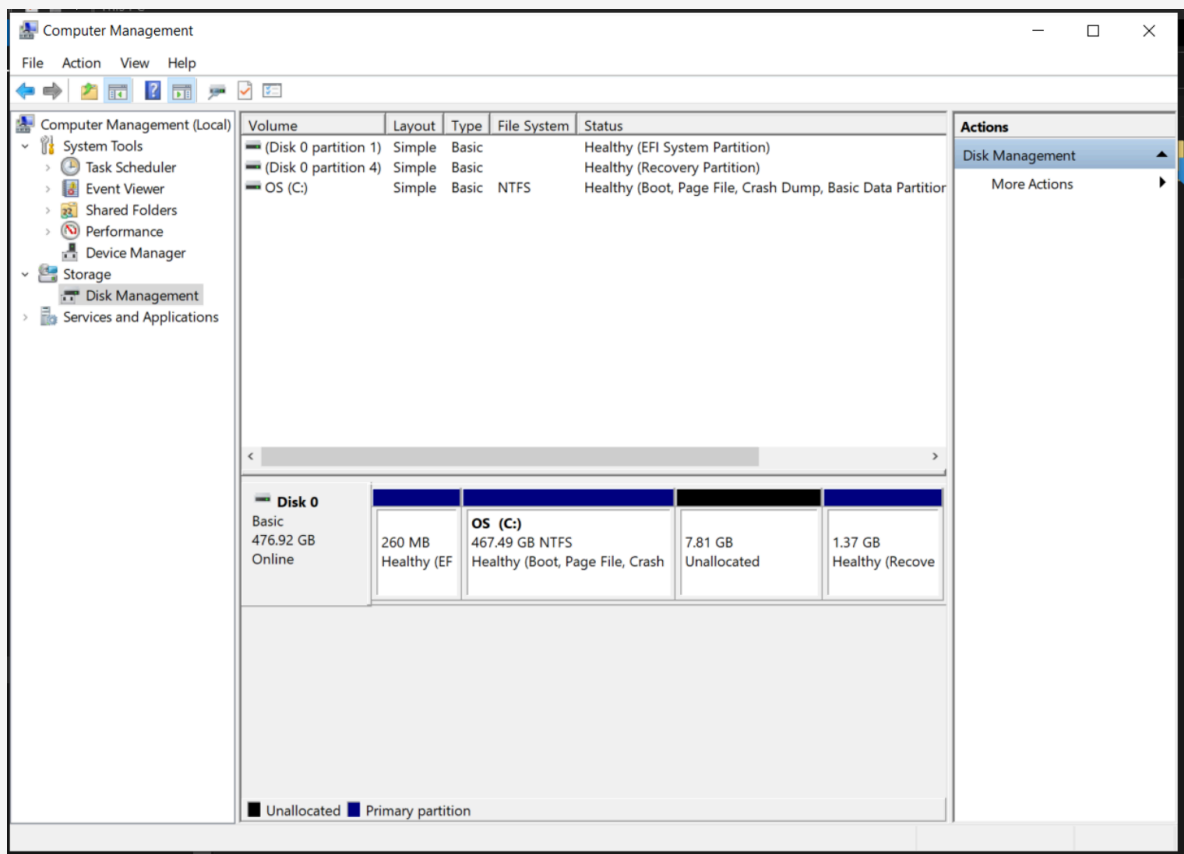 Computer Management
File Action View Help
Computer Management (Local)
System Tools
Task Scheduler
Event Viewer
Shared Folders
Performance
Device Manager
Storage
Disk Management
Services and Applications
Volume Layout Type File System Status
(Disk 0 partition 1) Simple Basic Healthy (EFI System Partition)
(Disk 0 partition 4) Simple Basic Healthy (Recovery Partition)
OS (C:) Simple Basic NTFS Healthy (Boot, Page File, Crash Dump, Basic Data Partition
Disk 0
Basic
476.92 GB
Online
260 MB
Healthy (EF
OS (C:)
467.49 GB NTFS
Healthy (Boot, Page File, Crash
7.81 GB
Unallocated
1.37 GB
Healthy (Recove
Unallocated Primary partition
Actions
Disk Management
More Actions